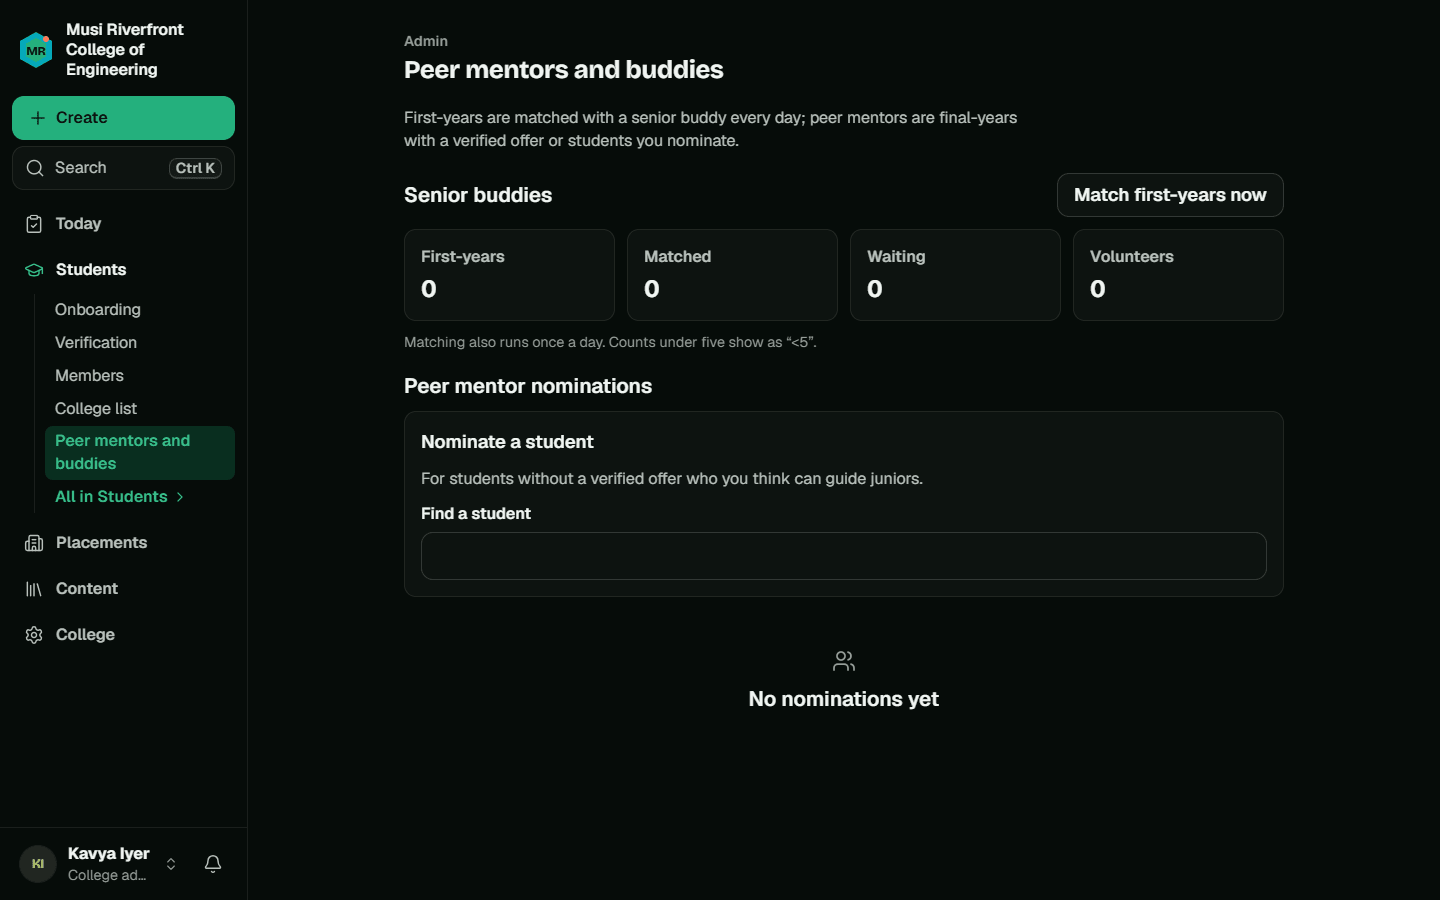 MR
Musi Riverfront
College of
Engineering
Create
Search
Ctrl K
Today
Students
Onboarding
Verification
Members
College list
Peer mentors and
buddies
All in Students
Placements
Content
College
KI
Kavya Iyer
College ad...
Admin
Peer mentors and buddies
First-years are matched with a senior buddy every day; peer mentors are final-years
with a verified offer or students you nominate.
Senior buddies
Match first-years now
First-years
0
Matched
0
Waiting
0
Volunteers
0
Matching also runs once a day. Counts under five show as “<5”.
Peer mentor nominations
Nominate a student
For students without a verified offer who you think can guide juniors.
Find a student
No nominations yet